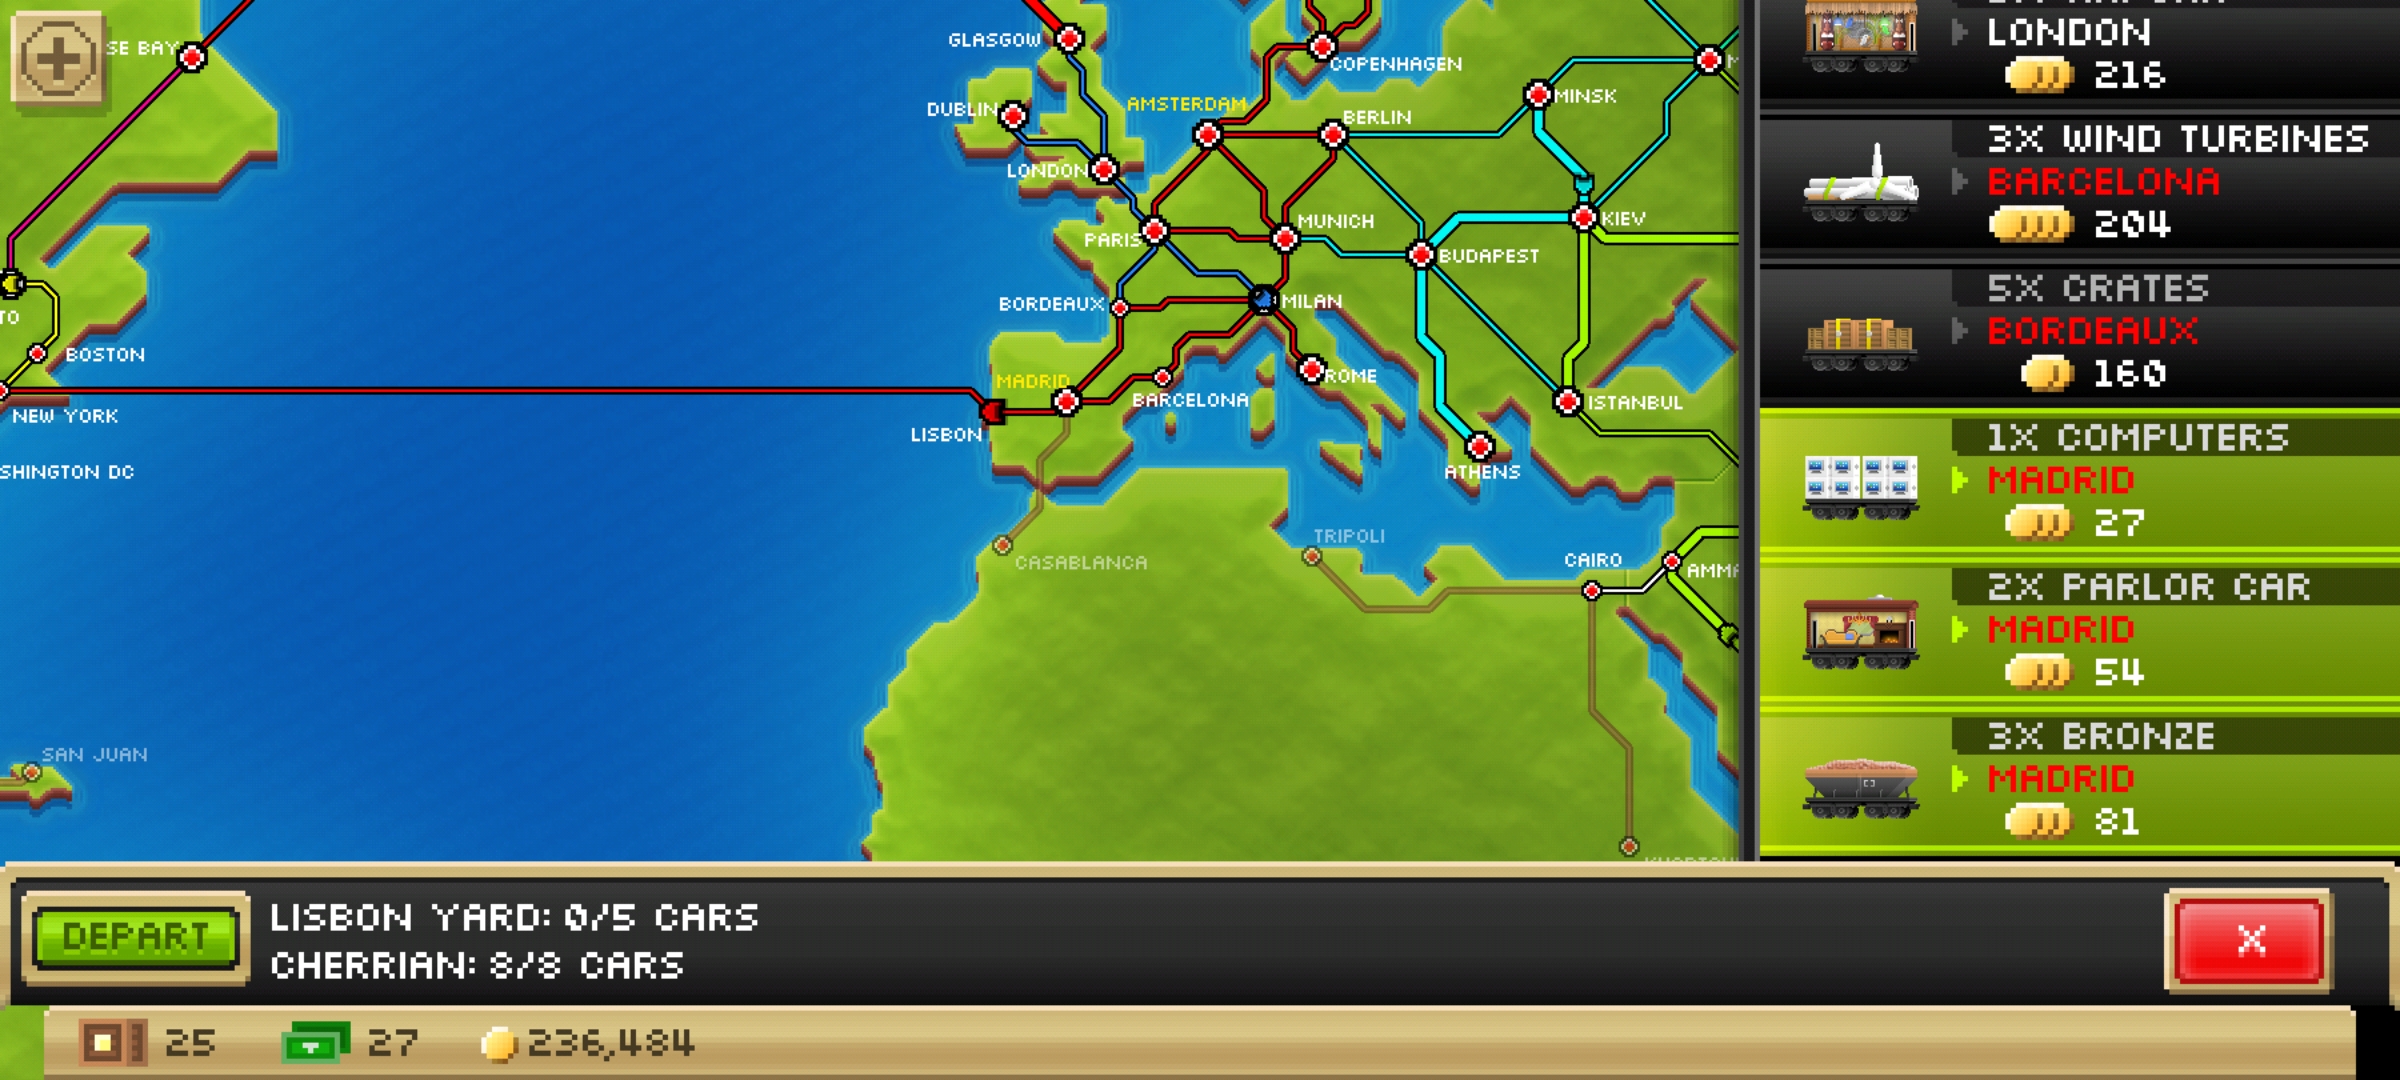 SE BAY
GLASGOW
COPENHAGEN
DUBLIN
AMSTERDAM
BERLIN
MINSK
LONDON
PARIS
MUNICH
KIEV
BUDAPEST
BORDEAUX
MILAN
TO
BOSTON
NEW YORK
MADRID
BARCELONA
ROME
ISTANBUL
LISBON
ATHENS
SHINGTON DC
CASABLANCA
TRIPOLI
CAIRO
AMMA
SAN JUAN
LONDON
216
3X WIND TURBINES
BARCELONA
204
5X CRATES
BORDEAUX
160
1X COMPUTERS
MADRID
27
2X PARLOR CAR
MADRID
54
3X BRONZE
MADRID
81
DEPART
LISBON YARD: 0/5 CARS
CHERRIAN: 8/8 CARS
X
25
27
236,484